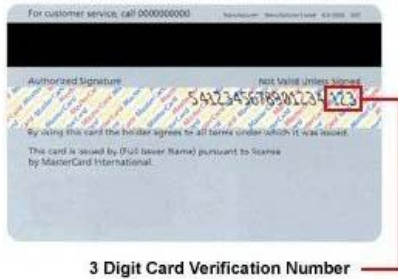 For customer service, call 0000000000
Authorized Signature Not Valid Unless Signed
5412345678901234 123
By using this card the holder agrees to all terms under which it was issued.
This card is issued by (Full Issuer Name) pursuant to license
by MasterCard International.
3 Digit Card Verification Number